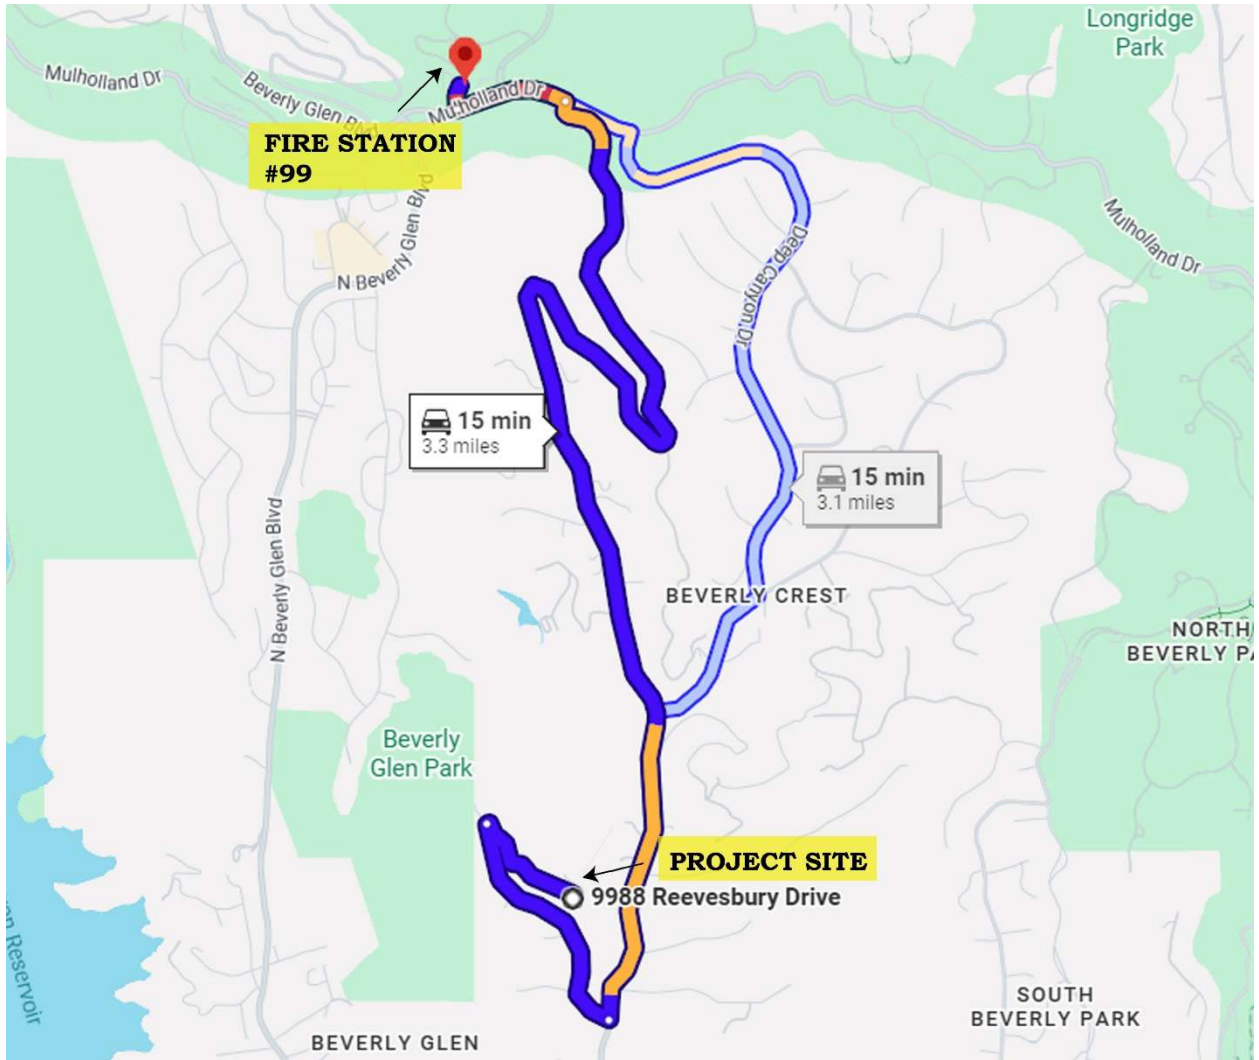 Longridge
Park
Mulholland Dr
Beverly Glen Blvd
Mulholland Dr
FIRE STATION
#99
N Beverly Glen Blvd
Mulholland Dr
Deep Canyon Dr
15 min
3.3 miles
15 min
3.1 miles
N Beverly Glen Blvd
BEVERLY CREST
NORTH
BEVERLY PA
Beverly
Glen Park
PROJECT SITE
9988 Reevesbury Drive
on Reservoir
SOUTH
BEVERLY PARK
BEVERLY GLEN